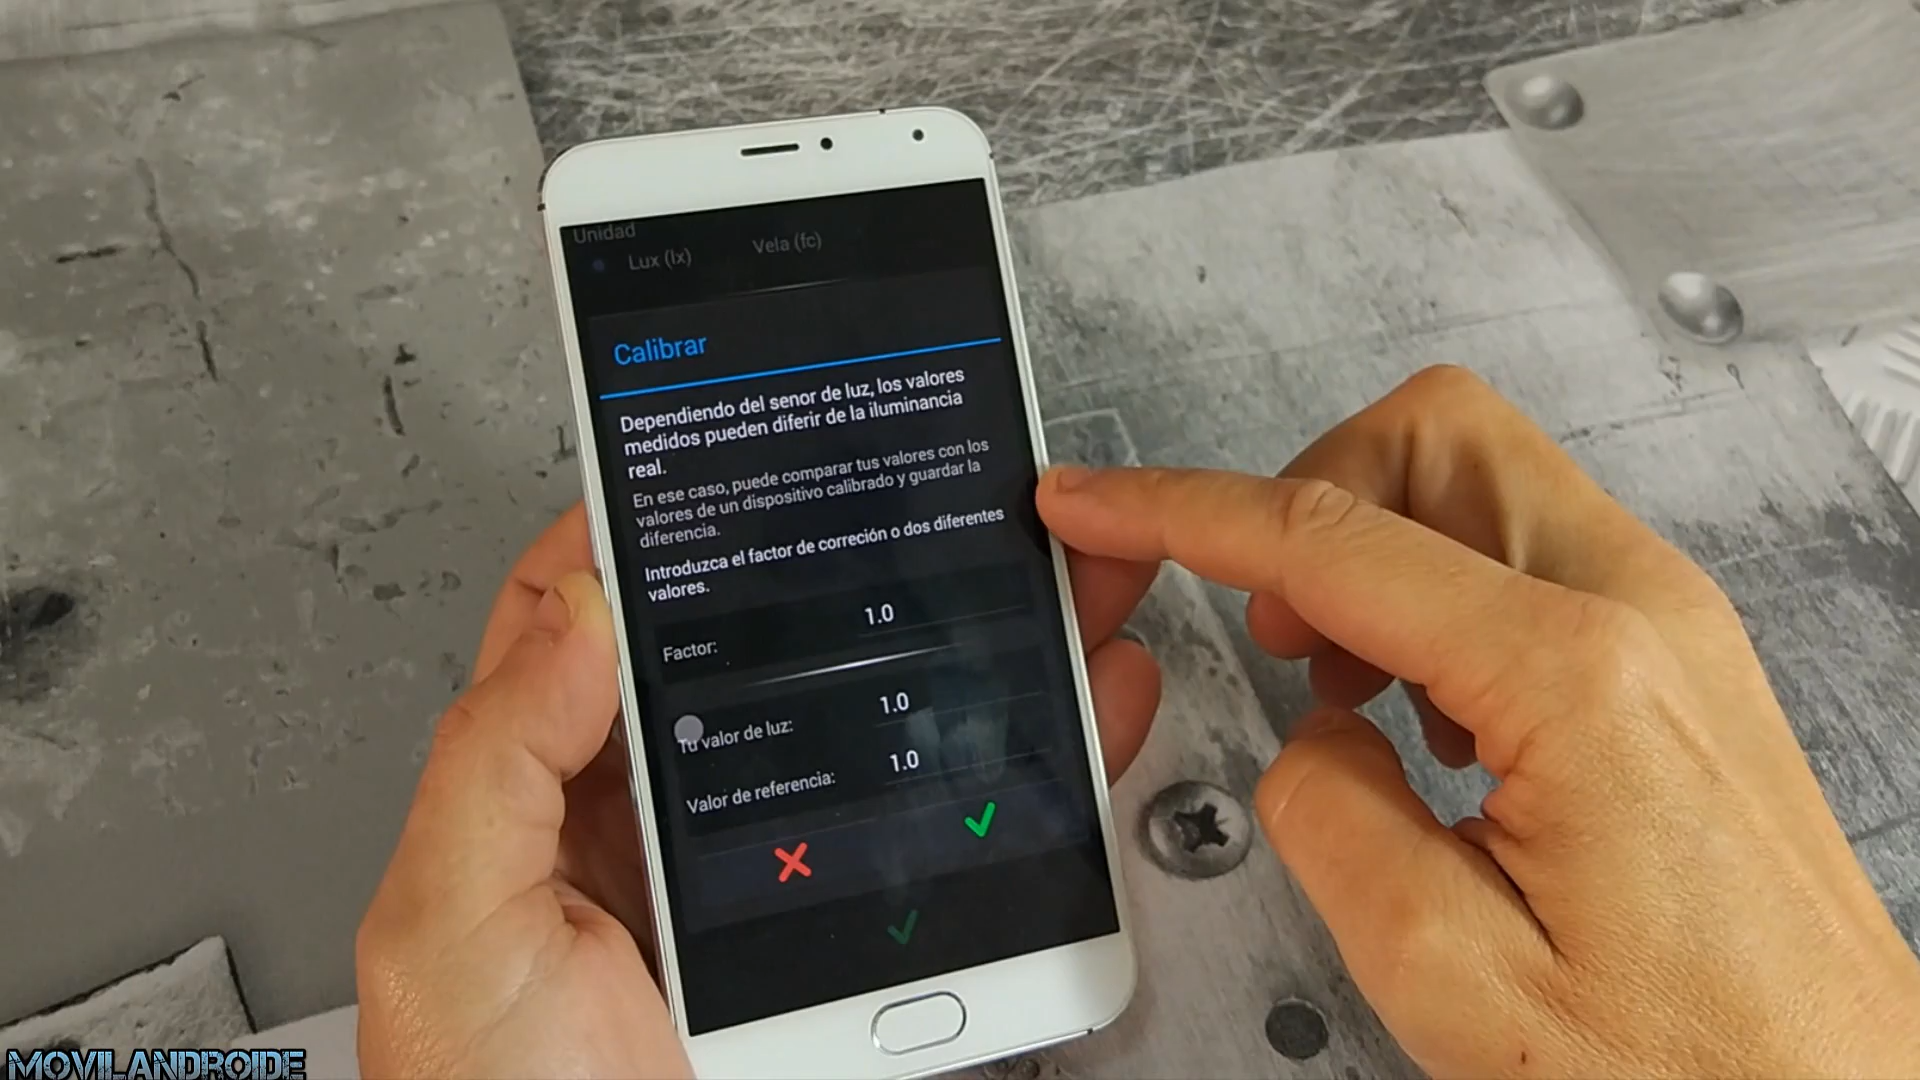 Unidad
Lux (lx) Vela (fc)
Calibrar
Dependiendo del senor de luz, los valores
medidos pueden diferir de la iluminancia
real.
En ese caso, puede comparar tus valores con los
valores de un dispositivo calibrado y guardar la
diferencia.
Introduzca el factor de correción o dos diferentes
valores.
Factor: 1.0
Tu valor de luz: 1.0
Valor de referencia: 1.0
MOVILANDROIDE